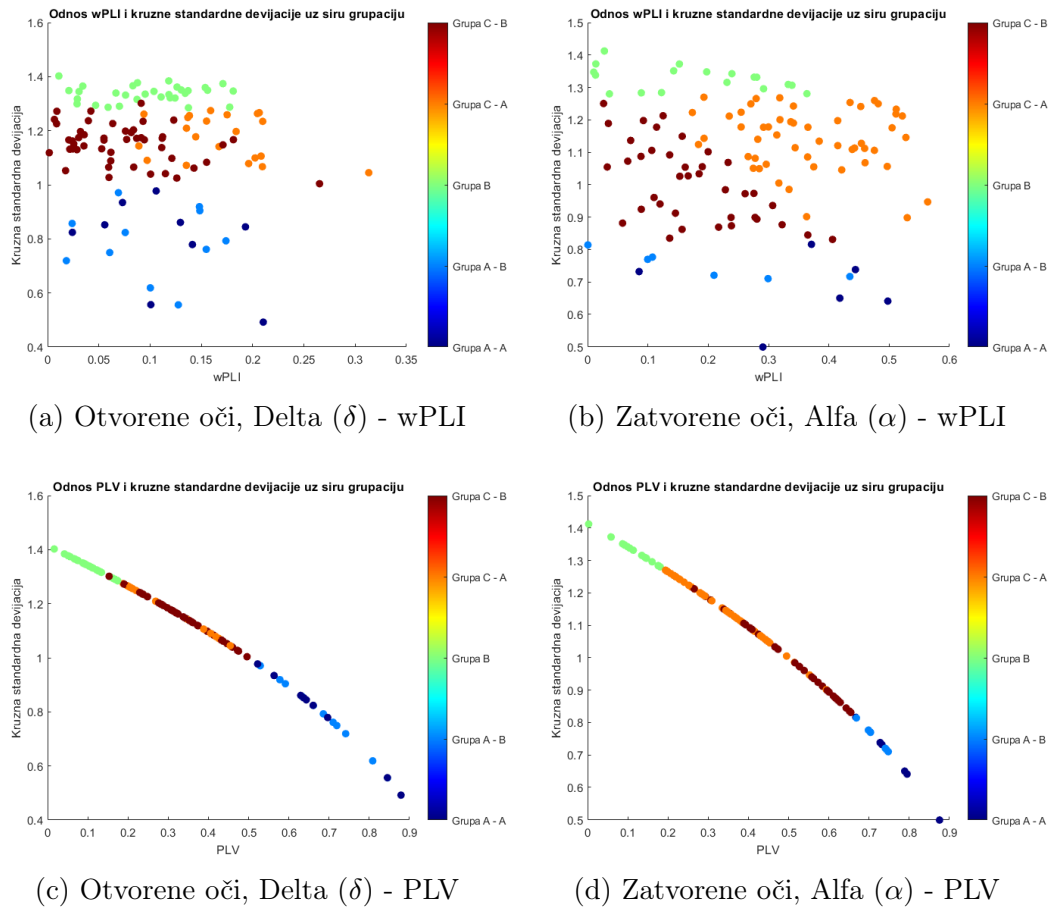 Odnos wPLI i kruzne standardne devijacije uz siru grupaciju
Kruzna standardna devijacija
1.6
1.4
1.2
1
0.8
0.6
0.4
0
0.05
0.1
0.15
0.2
0.25
0.3
0.35
wPLI
Grupa C - B
Grupa C - A
Grupa B
Grupa A - B
Grupa A - A
(a) Otvorene oči, Delta (δ) - wPLI
Odnos wPLI i kruzne standardne devijacije uz siru grupaciju
Kruzna standardna devijacija
1.5
1.4
1.3
1.2
1.1
1
0.9
0.8
0.7
0.6
0.5
0
0.1
0.2
0.3
0.4
0.5
0.6
wPLI
Grupa C - B
Grupa C - A
Grupa B
Grupa A - B
Grupa A - A
(b) Zatvorene oči, Alfa (α) - wPLI
Odnos PLV i kruzne standardne devijacije uz siru grupaciju
Kruzna standardna devijacija
1.6
1.4
1.2
1
0.8
0.6
0.4
0
0.1
0.2
0.3
0.4
0.5
0.6
0.7
0.8
0.9
PLV
Grupa C - B
Grupa C - A
Grupa B
Grupa A - B
Grupa A - A
(c) Otvorene oči, Delta (δ) - PLV
Odnos PLV i kruzne standardne devijacije uz siru grupaciju
Kruzna standardna devijacija
1.5
1.4
1.3
1.2
1.1
1
0.9
0.8
0.7
0.6
0.5
0
0.1
0.2
0.3
0.4
0.5
0.6
0.7
0.8
0.9
PLV
Grupa C - B
Grupa C - A
Grupa B
Grupa A - B
Grupa A - A
(d) Zatvorene oči, Alfa (α) - PLV